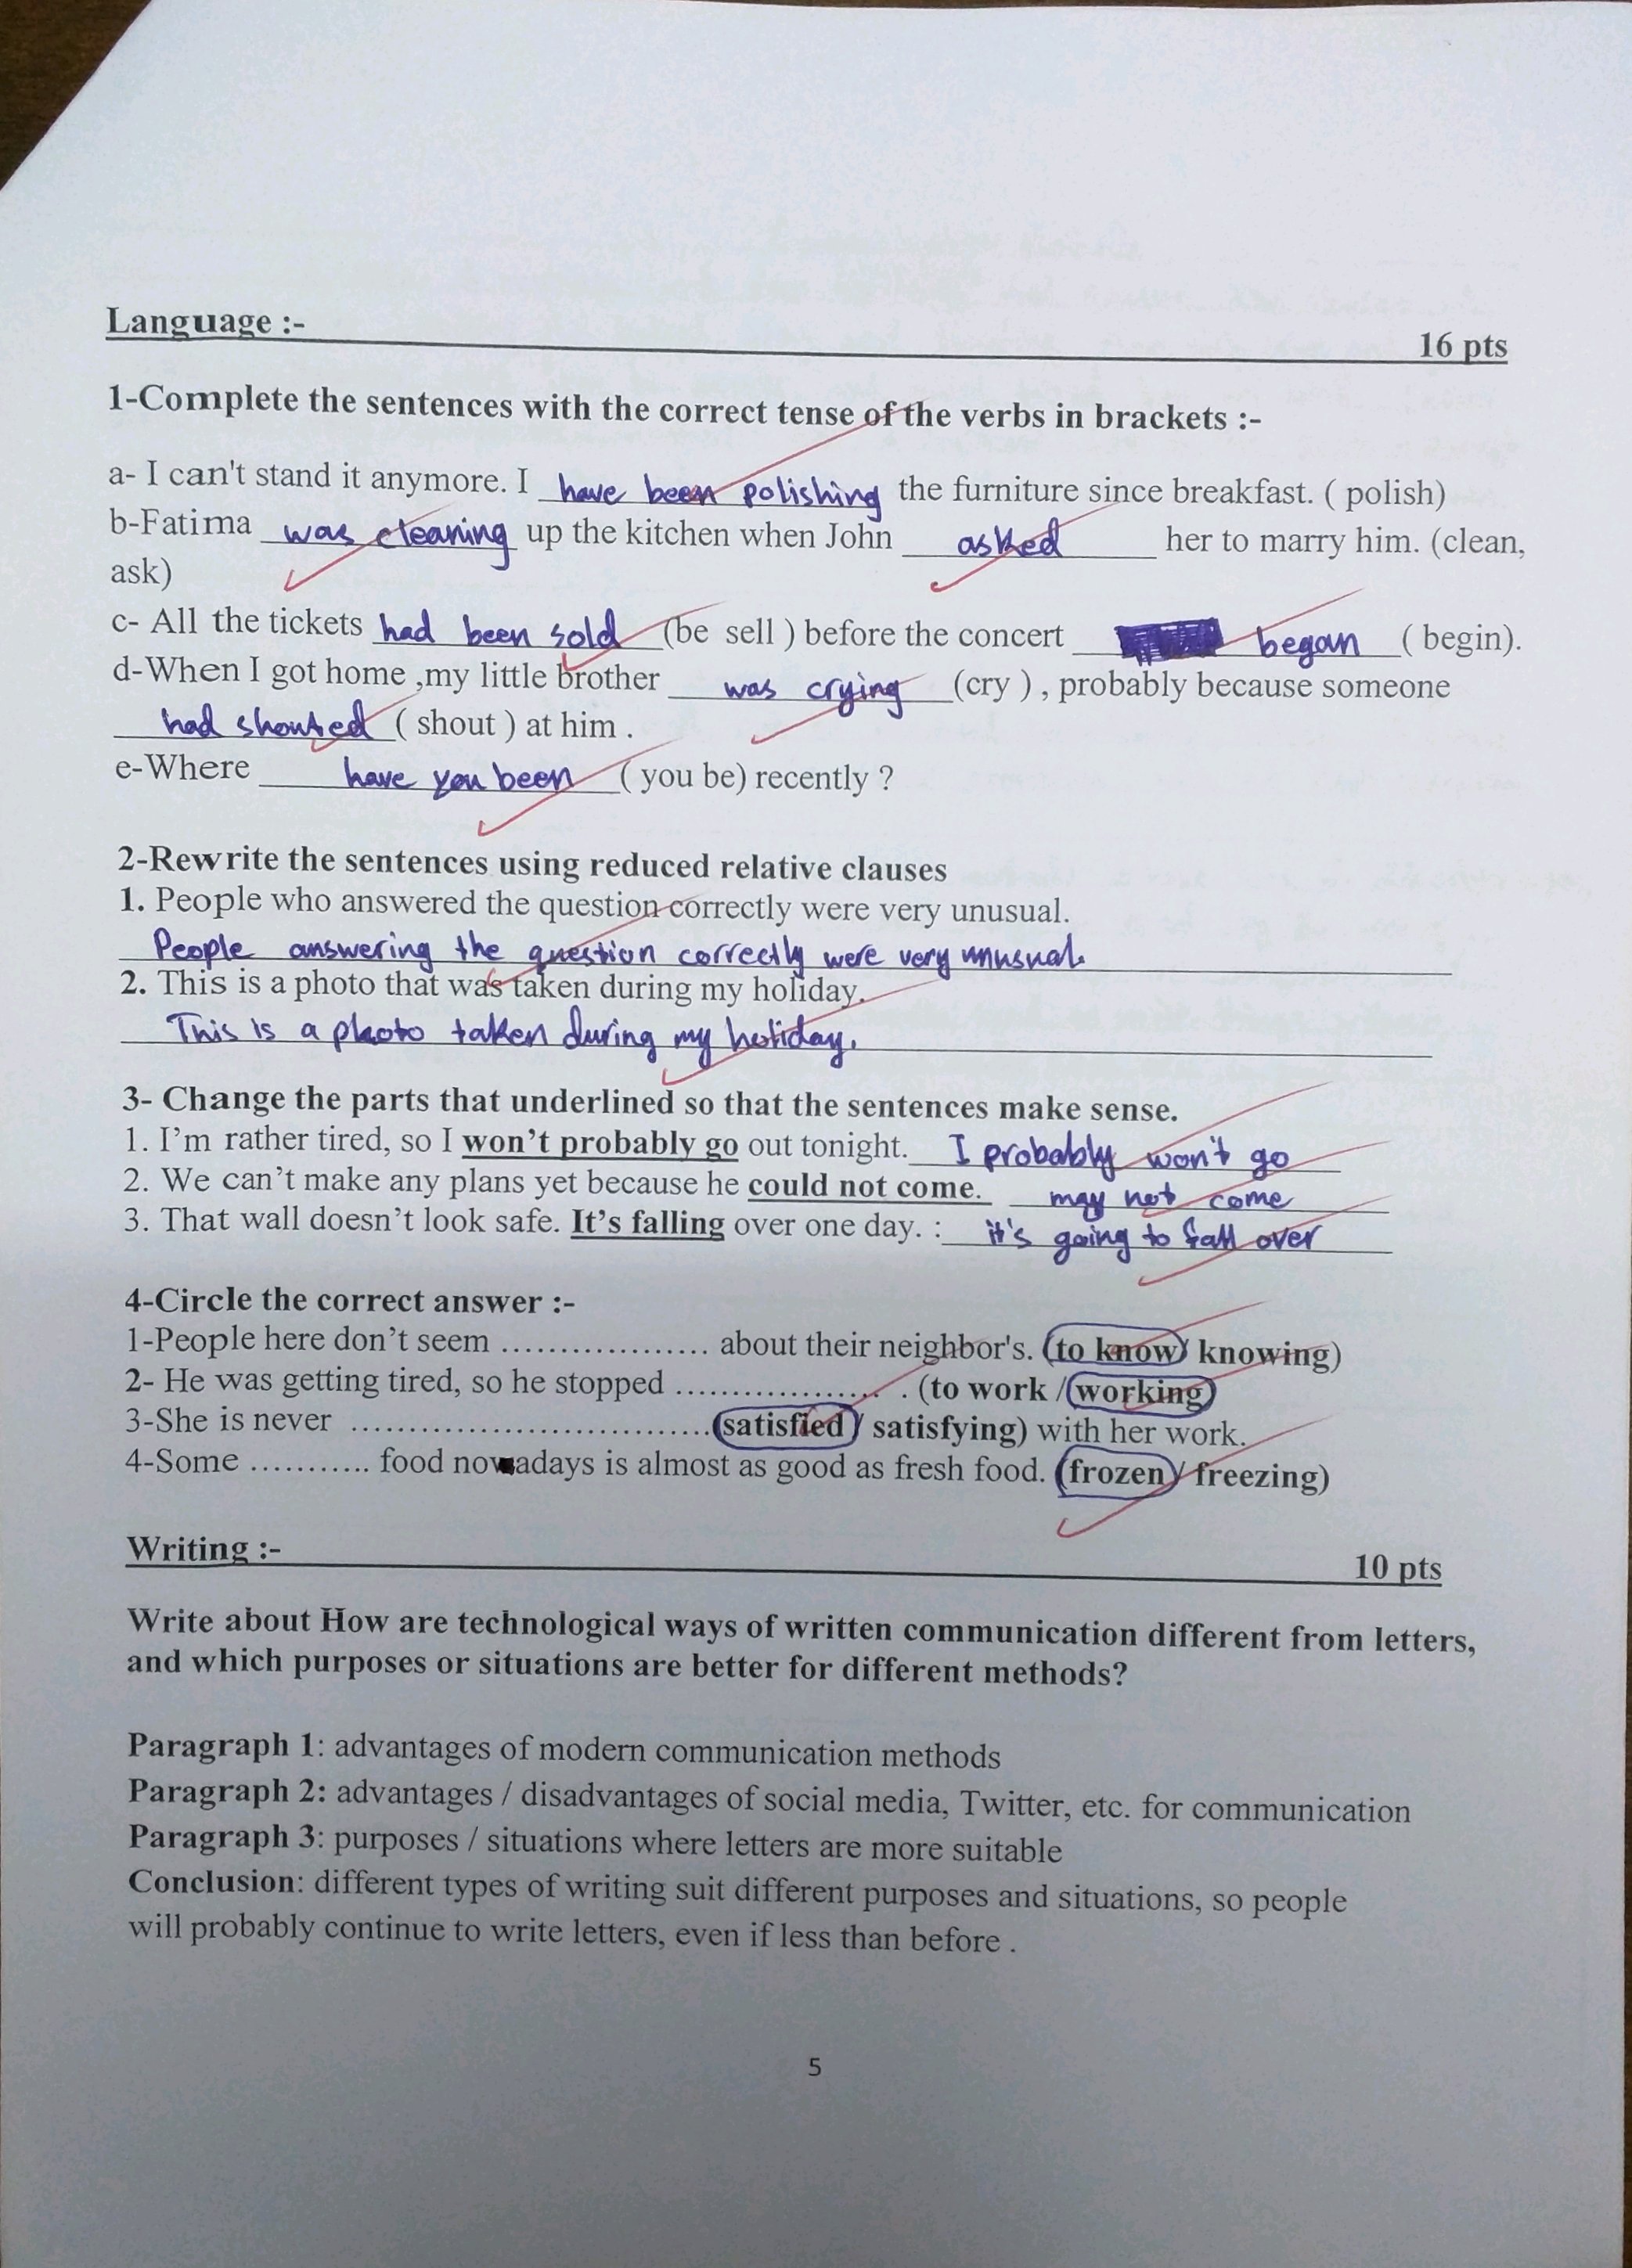 Language :- 16 pts
1-Complete the sentences with the correct tense of the verbs in brackets :-
a- I can't stand it anymore. I have been polishing the furniture since breakfast. ( polish)
b-Fatima was cleaning up the kitchen when John asked her to marry him. (clean,
ask)
c- All the tickets had been sold (be sell ) before the concert began ( begin).
d-When I got home ,my little brother was crying (cry ) , probably because someone
had shouted ( shout ) at him .
e-Where have you been ( you be) recently ?
2-Rewrite the sentences using reduced relative clauses
1. People who answered the question correctly were very unusual.
People answering the question correctly were very unusual.
2. This is a photo that was taken during my holiday.
This is a photo taken during my holiday.
3- Change the parts that underlined so that the sentences make sense.
1. I'm rather tired, so I won't probably go out tonight. I probably won't go
2. We can't make any plans yet because he could not come. may not come
3. That wall doesn't look safe. It's falling over one day. : it's going to fall over
4-Circle the correct answer :-
1-People here don't seem .................. about their neighbor's. (to know/ knowing)
2- He was getting tired, so he stopped .................... . (to work / working)
3-She is never ............................... (satisfied / satisfying) with her work.
4-Some ........... food nowadays is almost as good as fresh food. (frozen / freezing)
Writing :- 10 pts
Write about How are technological ways of written communication different from letters,
and which purposes or situations are better for different methods?
Paragraph 1: advantages of modern communication methods
Paragraph 2: advantages / disadvantages of social media, Twitter, etc. for communication
Paragraph 3: purposes / situations where letters are more suitable
Conclusion: different types of writing suit different purposes and situations, so people
will probably continue to write letters, even if less than before .
5